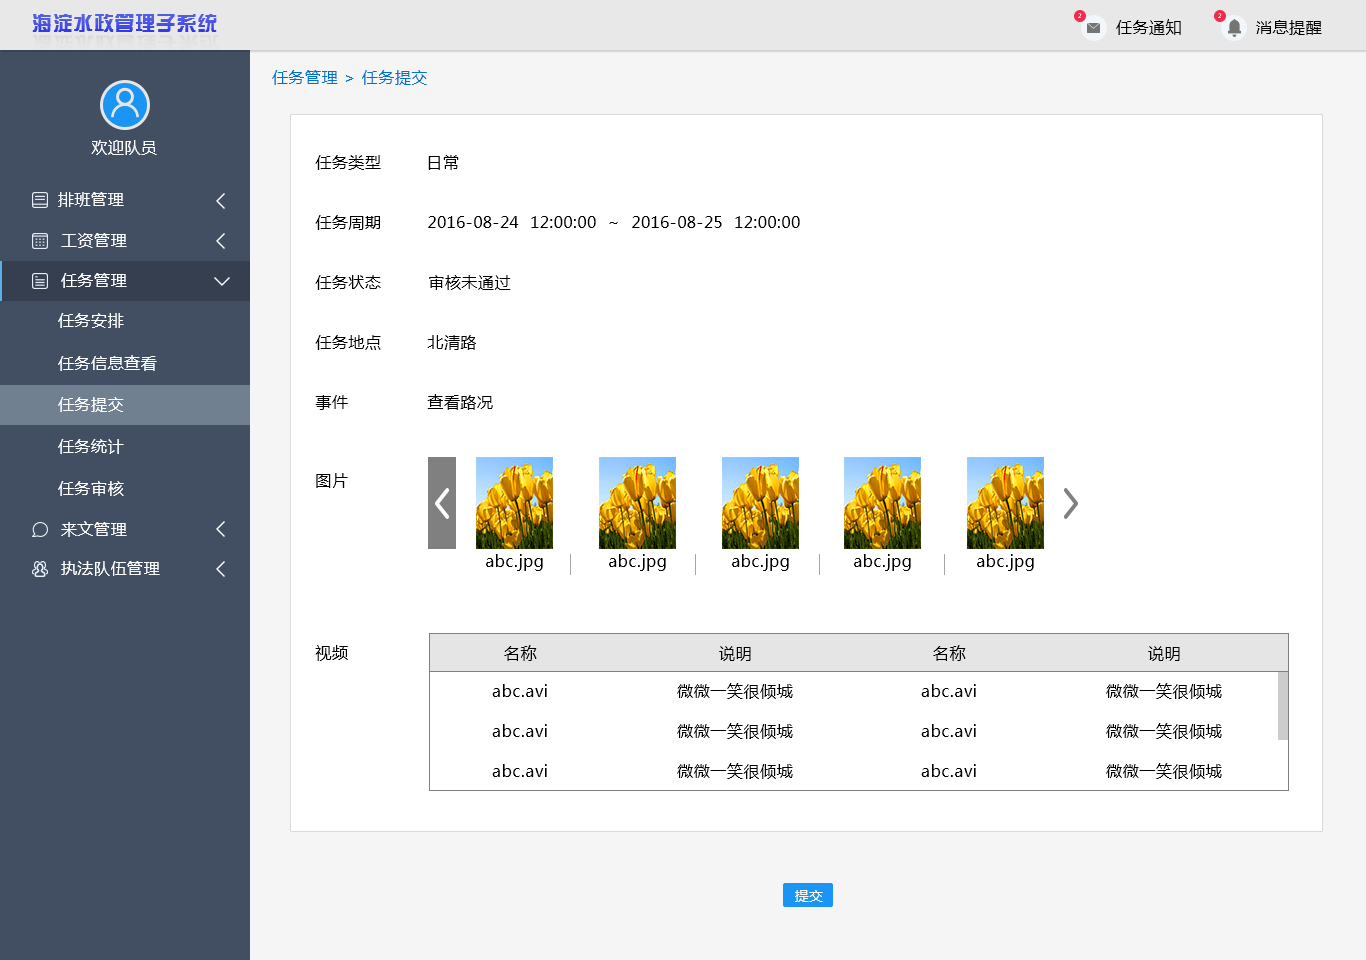 海淀水政管理子系统
2 任务通知
2 消息提醒
任务管理 > 任务提交
欢迎队员
排班管理
工资管理
任务管理
任务安排
任务信息查看
任务提交
任务统计
任务审核
来文管理
执法队伍管理
任务类型 日常
任务周期 2016-08-24 12:00:00 ~ 2016-08-25 12:00:00
任务状态 审核未通过
任务地点 北清路
事件 查看路况
图片
abc.jpg abc.jpg abc.jpg abc.jpg abc.jpg
视频
名称 说明 名称 说明
abc.avi 微微一笑很倾城 abc.avi 微微一笑很倾城
abc.avi 微微一笑很倾城 abc.avi 微微一笑很倾城
abc.avi 微微一笑很倾城 abc.avi 微微一笑很倾城
提交